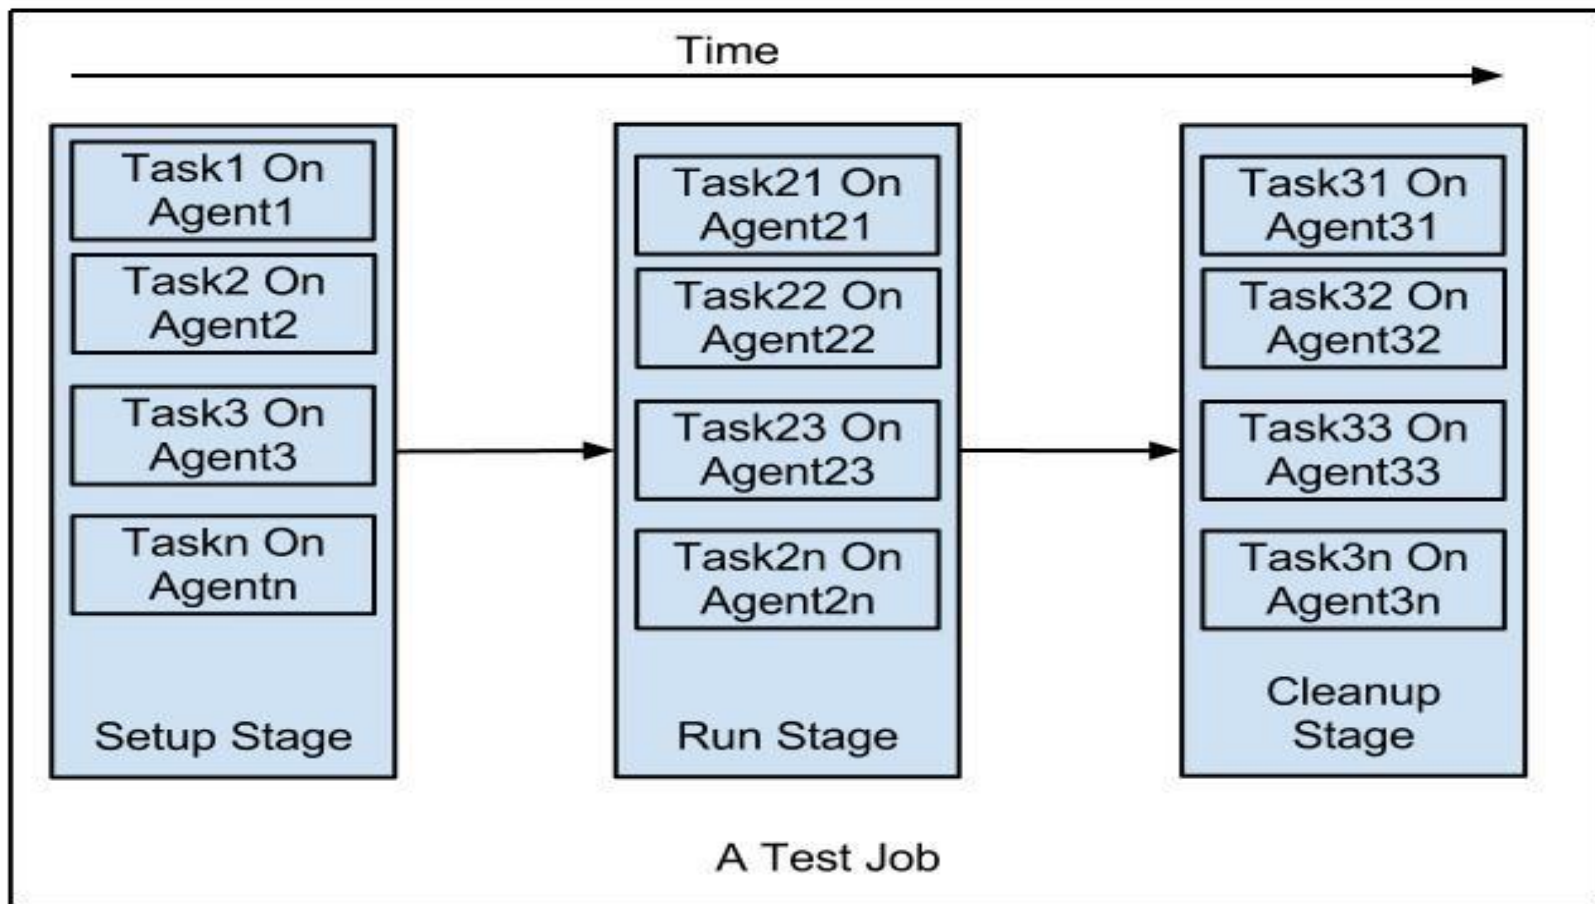 Time
Task1 On
Agent1
Task2 On
Agent2
Task3 On
Agent3
Taskn On
Agentn
Setup Stage
Task21 On
Agent21
Task22 On
Agent22
Task23 On
Agent23
Task2n On
Agent2n
Run Stage
Task31 On
Agent31
Task32 On
Agent32
Task33 On
Agent33
Task3n On
Agent3n
Cleanup
Stage
A Test Job